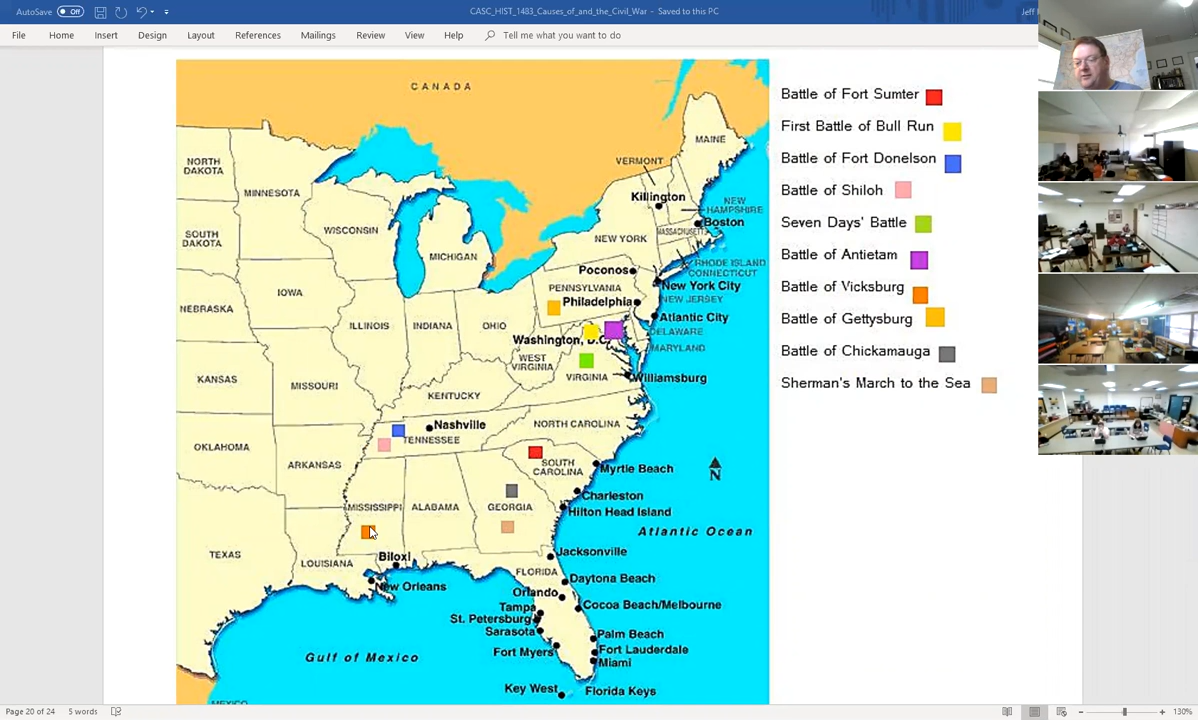 AutoSave Off
CASC_HIST_1483_Causes_of_and_the_Civil_War - Saved to this PC
Jeff
File Home Insert Design Layout References Mailings Review View Help Tell me what you want to do
CANADA
MAINE
VERMONT
NORTH DAKOTA
MINNESOTA
Killington
NEW HAMPSHIRE
Boston
WISCONSIN
MASSACHUSETTS
SOUTH DAKOTA
NEW YORK
MICHIGAN
RHODE ISLAND
CONNECTICUT
Poconos
New York City
IOWA
PENNSYLVANIA
NEBRASKA
Philadelphia
NEW JERSEY
Atlantic City
ILLINOIS
INDIANA
OHIO
DELAWARE
Washington, D.C.
MARYLAND
WEST VIRGINIA
KANSAS
MISSOURI
VIRGINIA
Williamsburg
KENTUCKY
Nashville
NORTH CAROLINA
TENNESSEE
OKLAHOMA
ARKANSAS
SOUTH CAROLINA
Myrtle Beach
N
Charleston
MISSISSIPPI
ALABAMA
GEORGIA
Hilton Head Island
Atlantic Ocean
TEXAS
Biloxi
Jacksonville
LOUISIANA
FLORIDA
Daytona Beach
New Orleans
Orlando
Cocoa Beach/Melbourne
Tampa
St. Petersburg
Sarasota
Palm Beach
Fort Myers
Fort Lauderdale
Miami
Gulf of Mexico
Key West
Florida Keys
MEXICO
Battle of Fort Sumter
First Battle of Bull Run
Battle of Fort Donelson
Battle of Shiloh
Seven Days' Battle
Battle of Antietam
Battle of Vicksburg
Battle of Gettysburg
Battle of Chickamauga
Sherman's March to the Sea
Page 20 of 24 5 words
130%